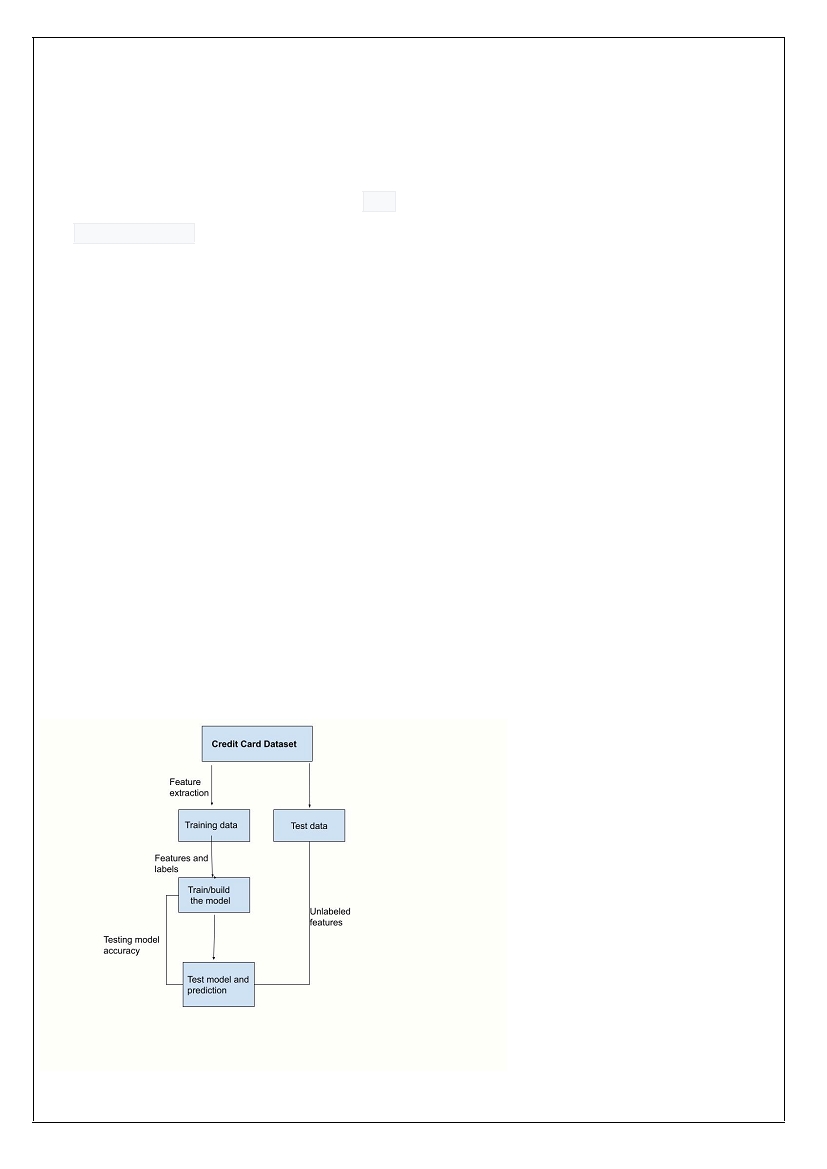 Credit Card Dataset
Feature
extraction
Training data
Test data
Features and
labels
Train/build
the model
Unlabeled
features
Testing model
accuracy
Test model and
prediction